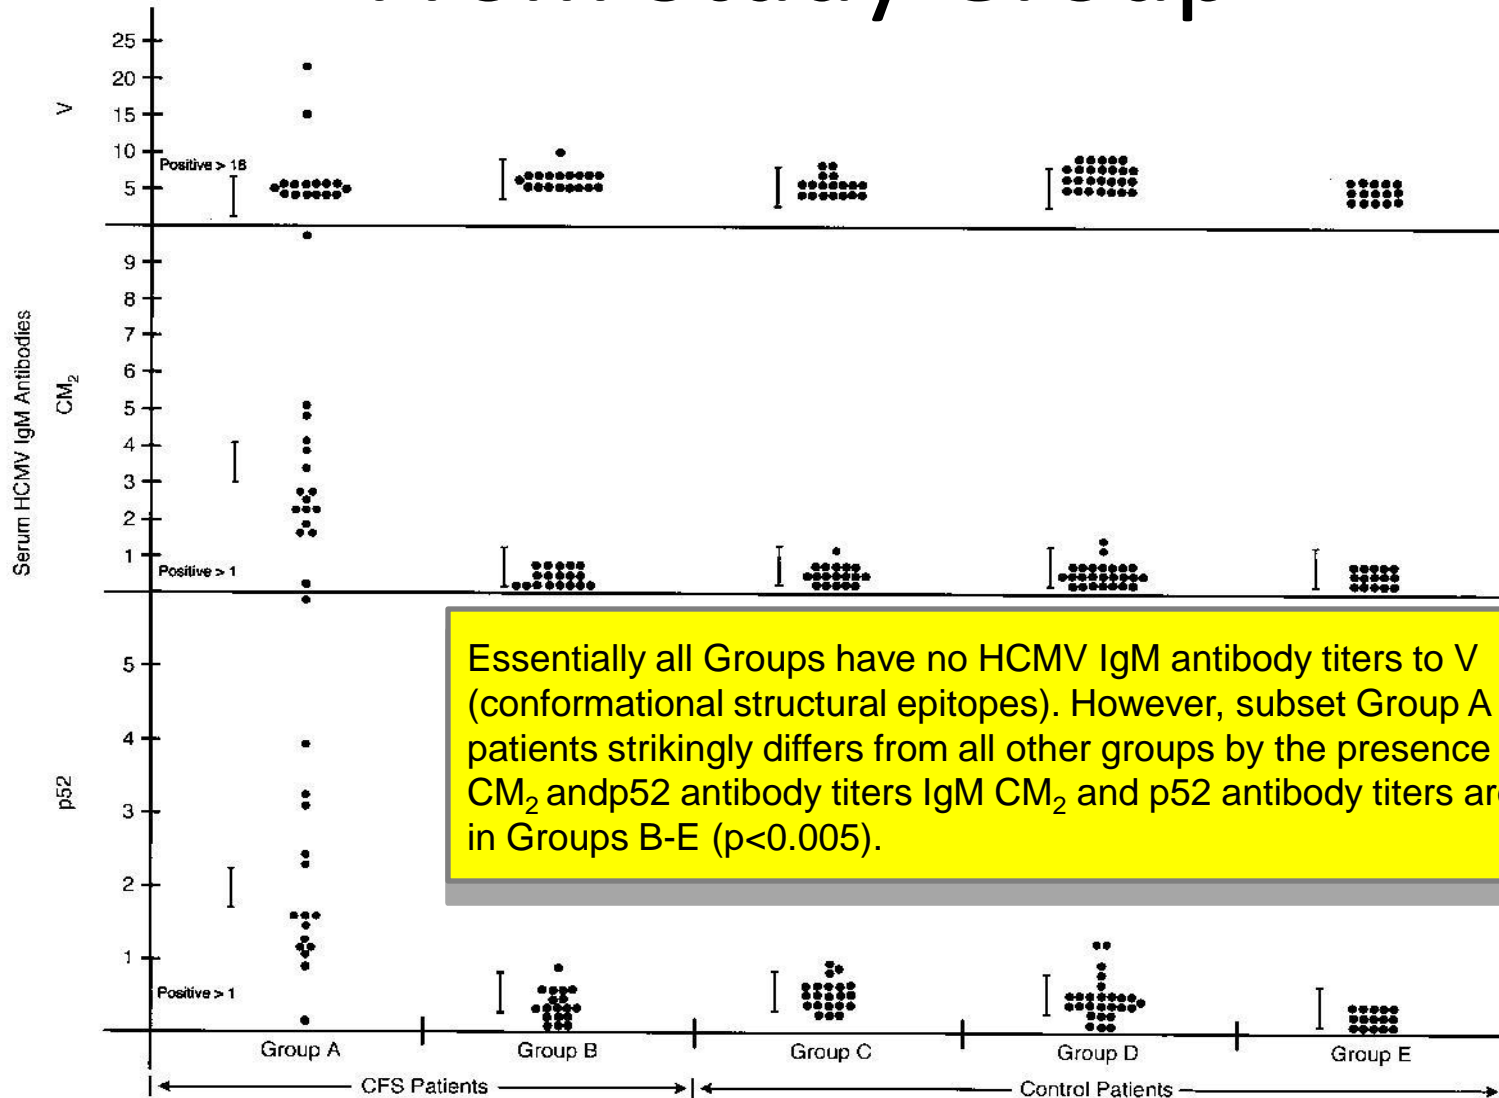 25
20
V
15
10
Positive > 18
5
9
8
7
6
Serum HCMV IgM Antibodies
CM2
5
4
3
2
1
Positive > 1
Essentially all Groups have no HCMV IgM antibody titers to V
(conformational structural epitopes). However, subset Group A
patients strikingly differs from all other groups by the presence
CM2 andp52 antibody titers IgM CM2 and p52 antibody titers
in Groups B-E (p<0.005).
5
4
p52
3
2
1
Positive > 1
Group A
Group B
Group C
Group D
Group E
CFS Patients
Control Patients